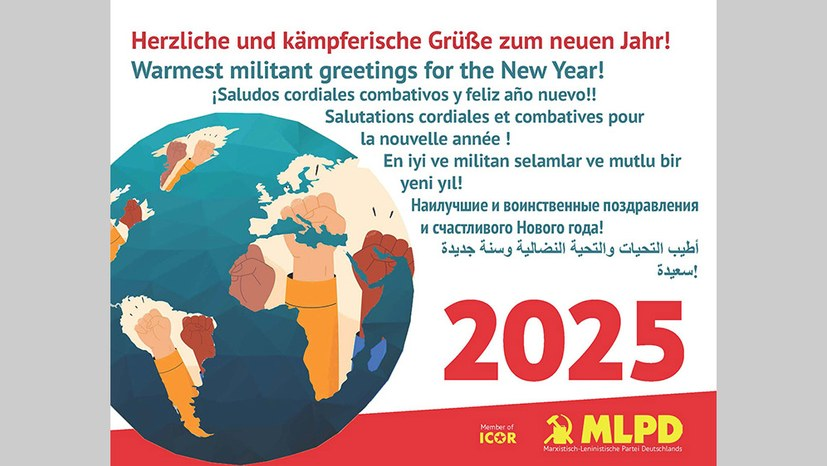 Herzliche und kämpferische Grüße zum neuen Jahr!
Warmest militant greetings for the New Year!
¡Saludos cordiales combativos y feliz año nuevo!!
Salutations cordiales et combatives pour
la nouvelle année !
En iyi ve militan selamlar ve mutlu bir
yeni yıl!
Наилучшие и воинственные поздравления
и счастливого Нового года!
أطيب التحيات والتحية النضالية وسنة جديدة
سعيدة!
2025
Member of
ICOR
MLPD
Marxistisch-Leninistische Partei Deutschlands